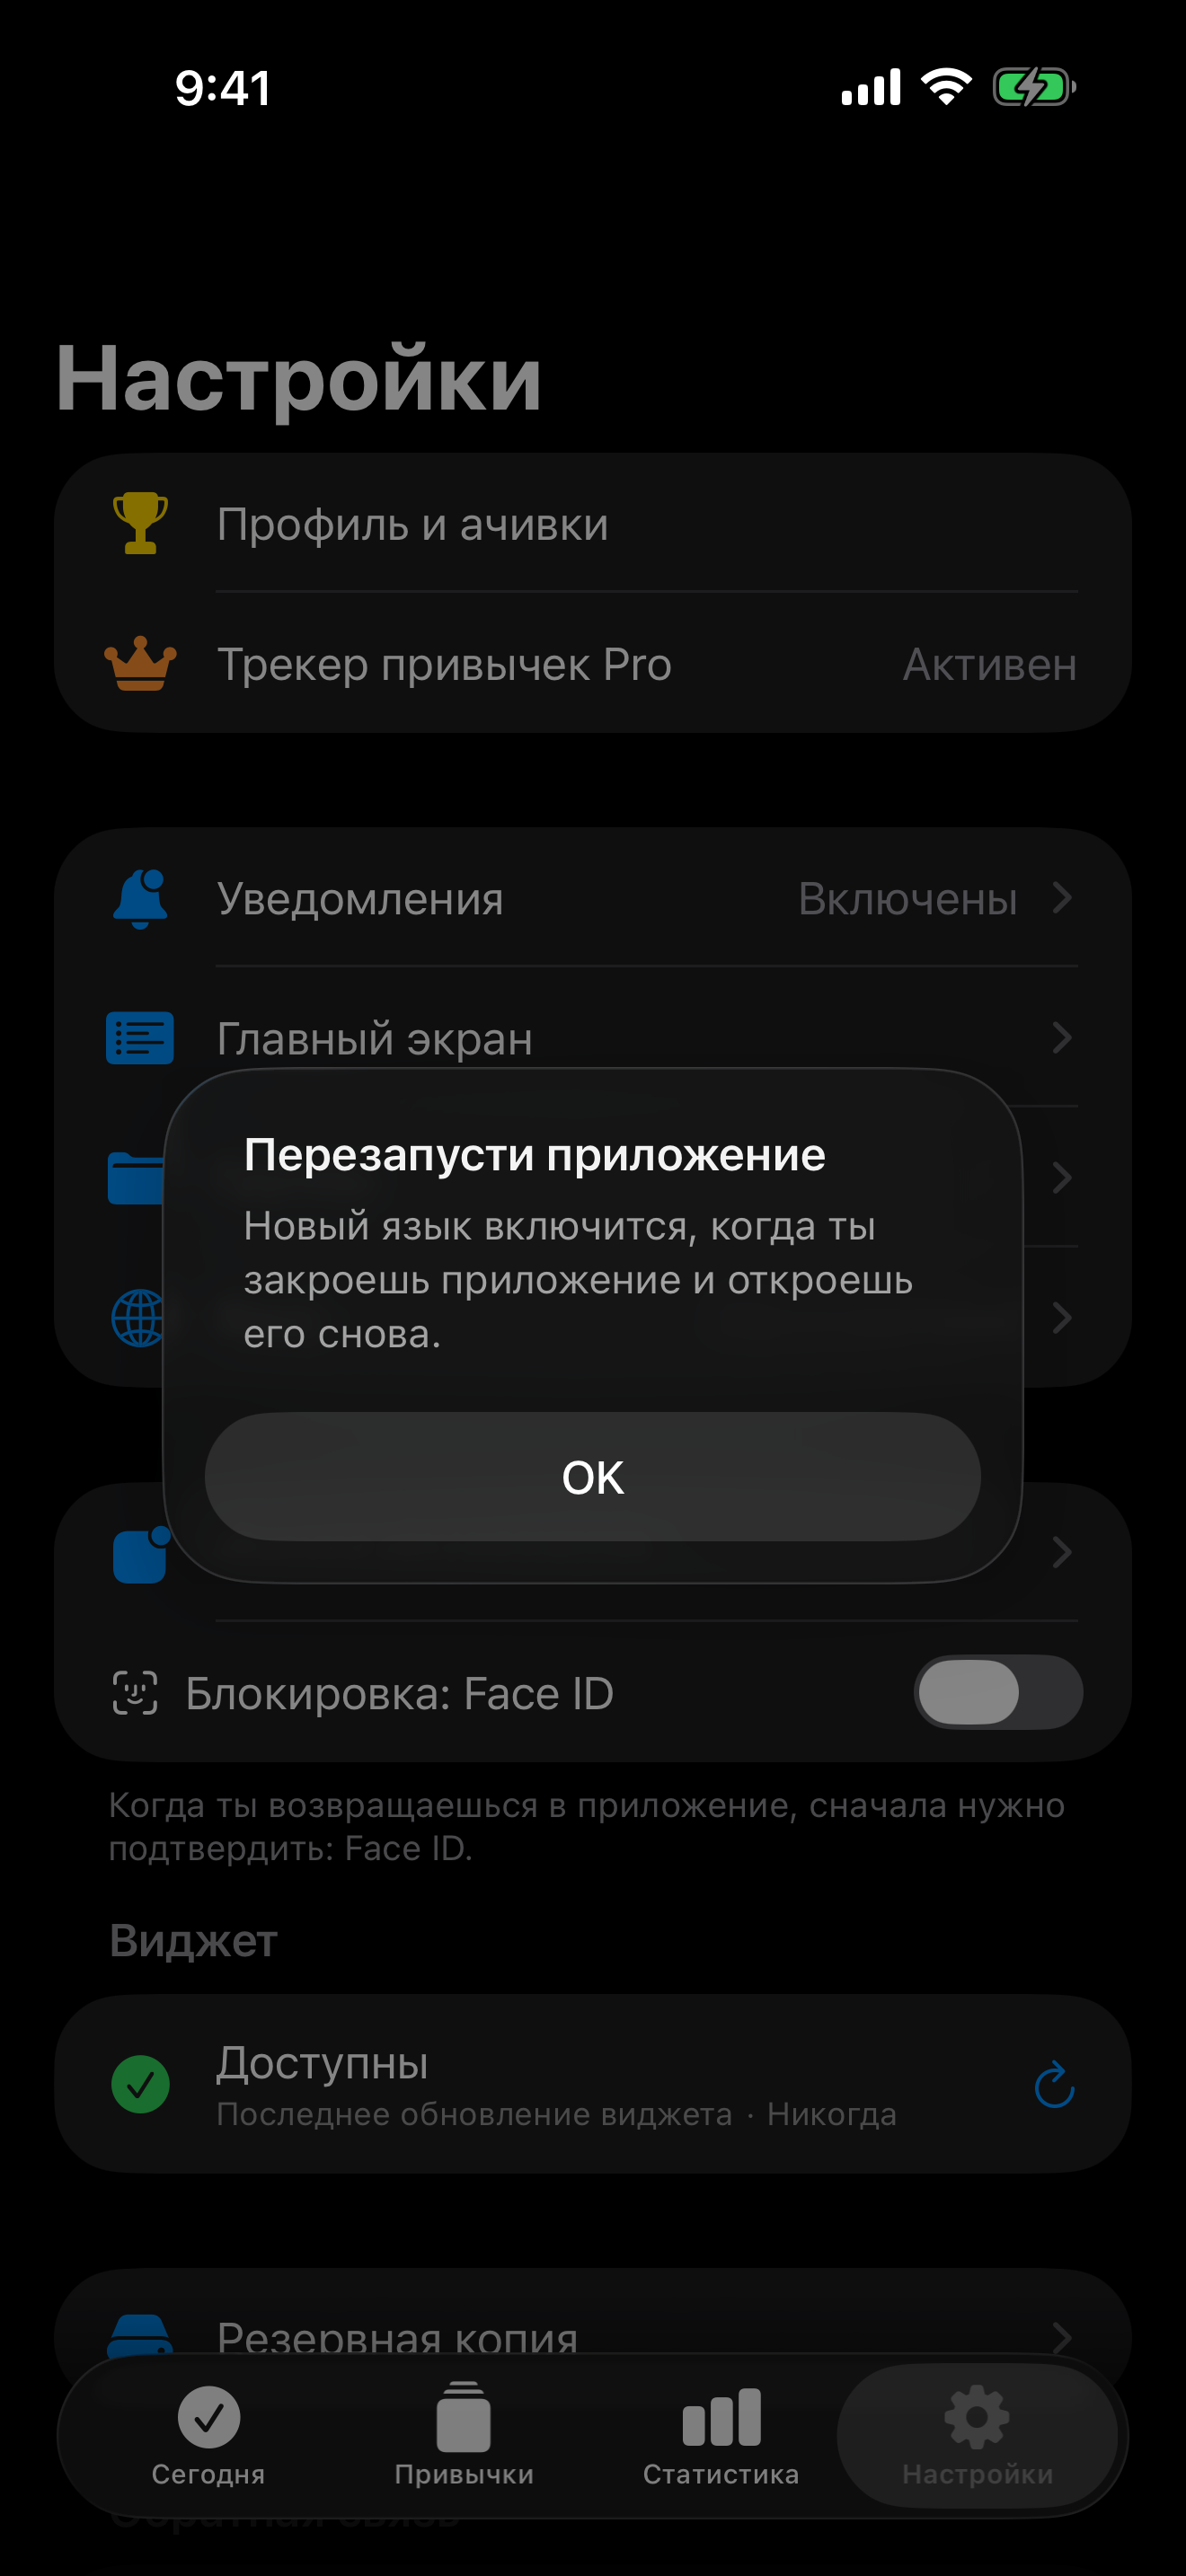 9:41
Настройки
Профиль и ачивки
Трекер привычек Pro Активен
Уведомления Включены
Главный экран
Перезапусти приложение
Новый язык включится, когда ты
закроешь приложение и откроешь
его снова.
OK
Блокировка: Face ID
Когда ты возвращаешься в приложение, сначала нужно
подтвердить: Face ID.
Виджет
Доступны
Последнее обновление виджета · Никогда
Резервная копия
Сегодня Привычки Статистика Настройки